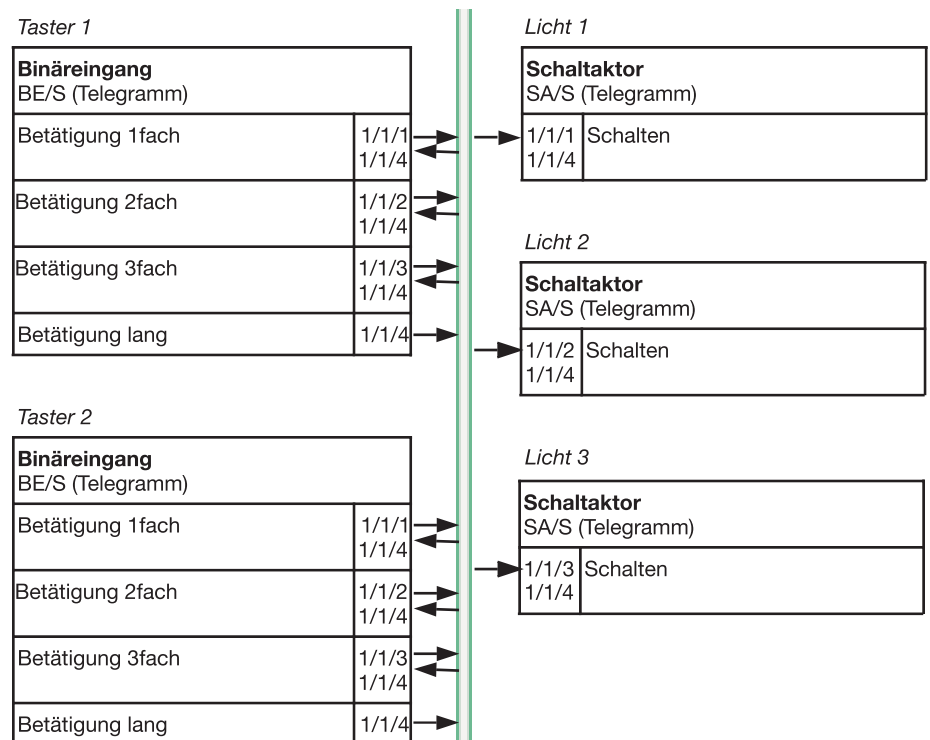 Taster 1
Binäreingang
BE/S (Telegramm)
Betätigung 1fach 1/1/1
1/1/4
Betätigung 2fach 1/1/2
1/1/4
Betätigung 3fach 1/1/3
1/1/4
Betätigung lang 1/1/4
Taster 2
Binäreingang
BE/S (Telegramm)
Betätigung 1fach 1/1/1
1/1/4
Betätigung 2fach 1/1/2
1/1/4
Betätigung 3fach 1/1/3
1/1/4
Betätigung lang 1/1/4
Licht 1
Schaltaktor
SA/S (Telegramm)
1/1/1 Schalten
1/1/4
Licht 2
Schaltaktor
SA/S (Telegramm)
1/1/2 Schalten
1/1/4
Licht 3
Schaltaktor
SA/S (Telegramm)
1/1/3 Schalten
1/1/4